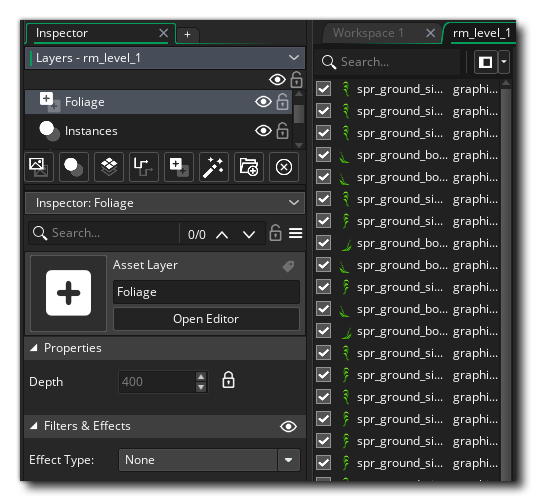 Inspector
+
Layers - rm_level_1
Foliage
Instances
Inspector: Foliage
Search...
0/0
Asset Layer
Foliage
Open Editor
Properties
Depth
400
Filters & Effects
Effect Type:
None
Workspace 1
rm_level_1
Search...
spr_ground_si... graphi...
spr_ground_si... graphi...
spr_ground_si... graphi...
spr_ground_bo... graphi...
spr_ground_bo... graphi...
spr_ground_si... graphi...
spr_ground_si... graphi...
spr_ground_bo... graphi...
spr_ground_bo... graphi...
spr_ground_si... graphi...
spr_ground_bo... graphi...
spr_ground_bo... graphi...
spr_ground_si... graphi...
spr_ground_si... graphi...
spr_ground_si... graphi...
spr_ground_si... graphi...
spr_ground_si... graphi...
spr_ground_si... graphi...